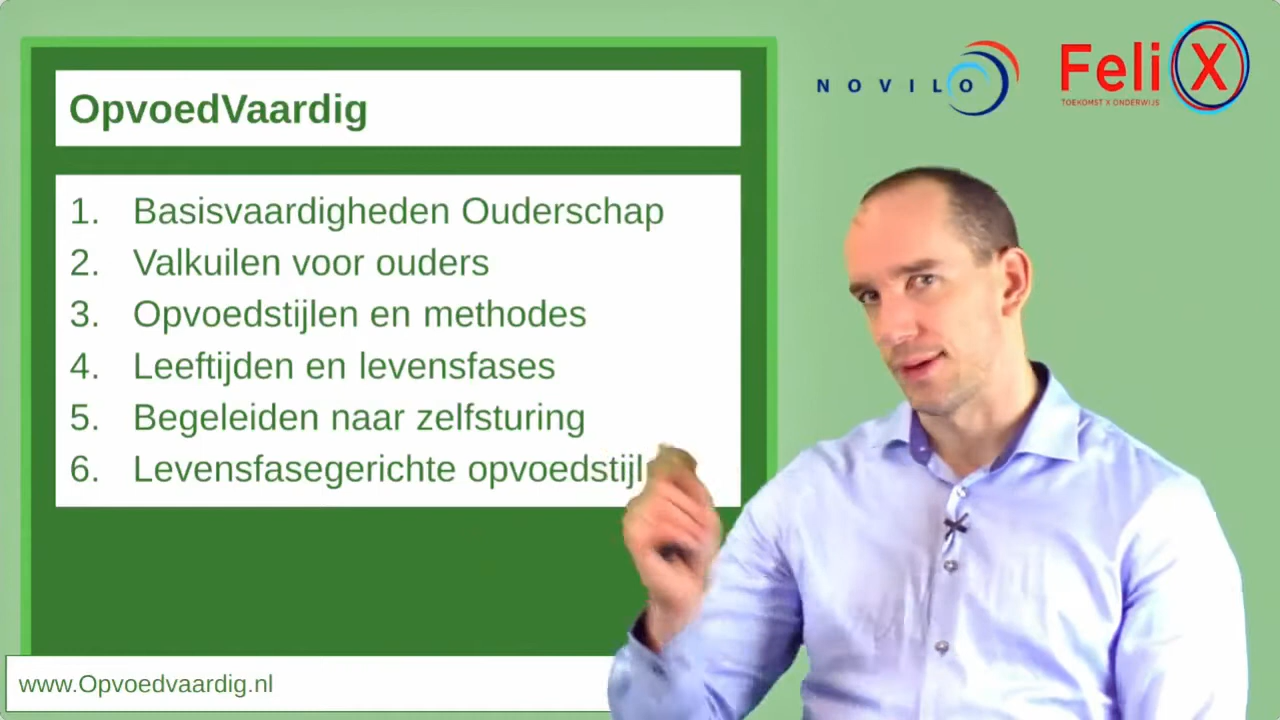 OpvoedVaardig
NOVILO
FeliX
TOEKOMST X ONDERWIJS
1. Basisvaardigheden Ouderschap
2. Valkuilen voor ouders
3. Opvoedstijlen en methodes
4. Leeftijden en levensfases
5. Begeleiden naar zelfsturing
6. Levensfasegerichte
www.Opvoedvaardig.nl